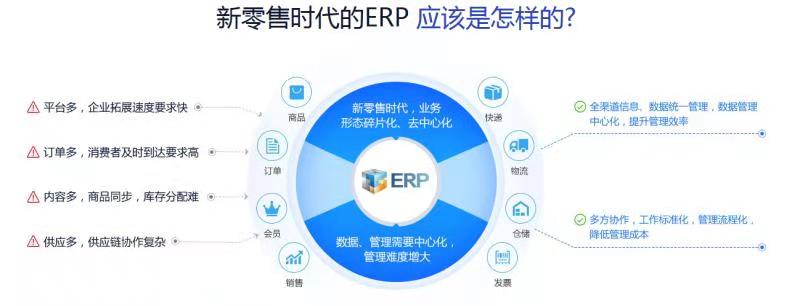 新零售时代的ERP 应该是怎样的?
平台多，企业拓展速度要求快
订单多，消费者及时到达要求高
内容多，商品同步，库存分配难
供应多，供应链协作复杂
商品
订单
会员
销售
新零售时代，业务
形态碎片化、去中心化
ERP
数据、管理需要中心化，
管理难度增大
快递
物流
仓储
发票
全渠道信息、数据统一管理，数据管理
中心化，提升管理效率
多方协作，工作标准化，管理流程化，
降低管理成本